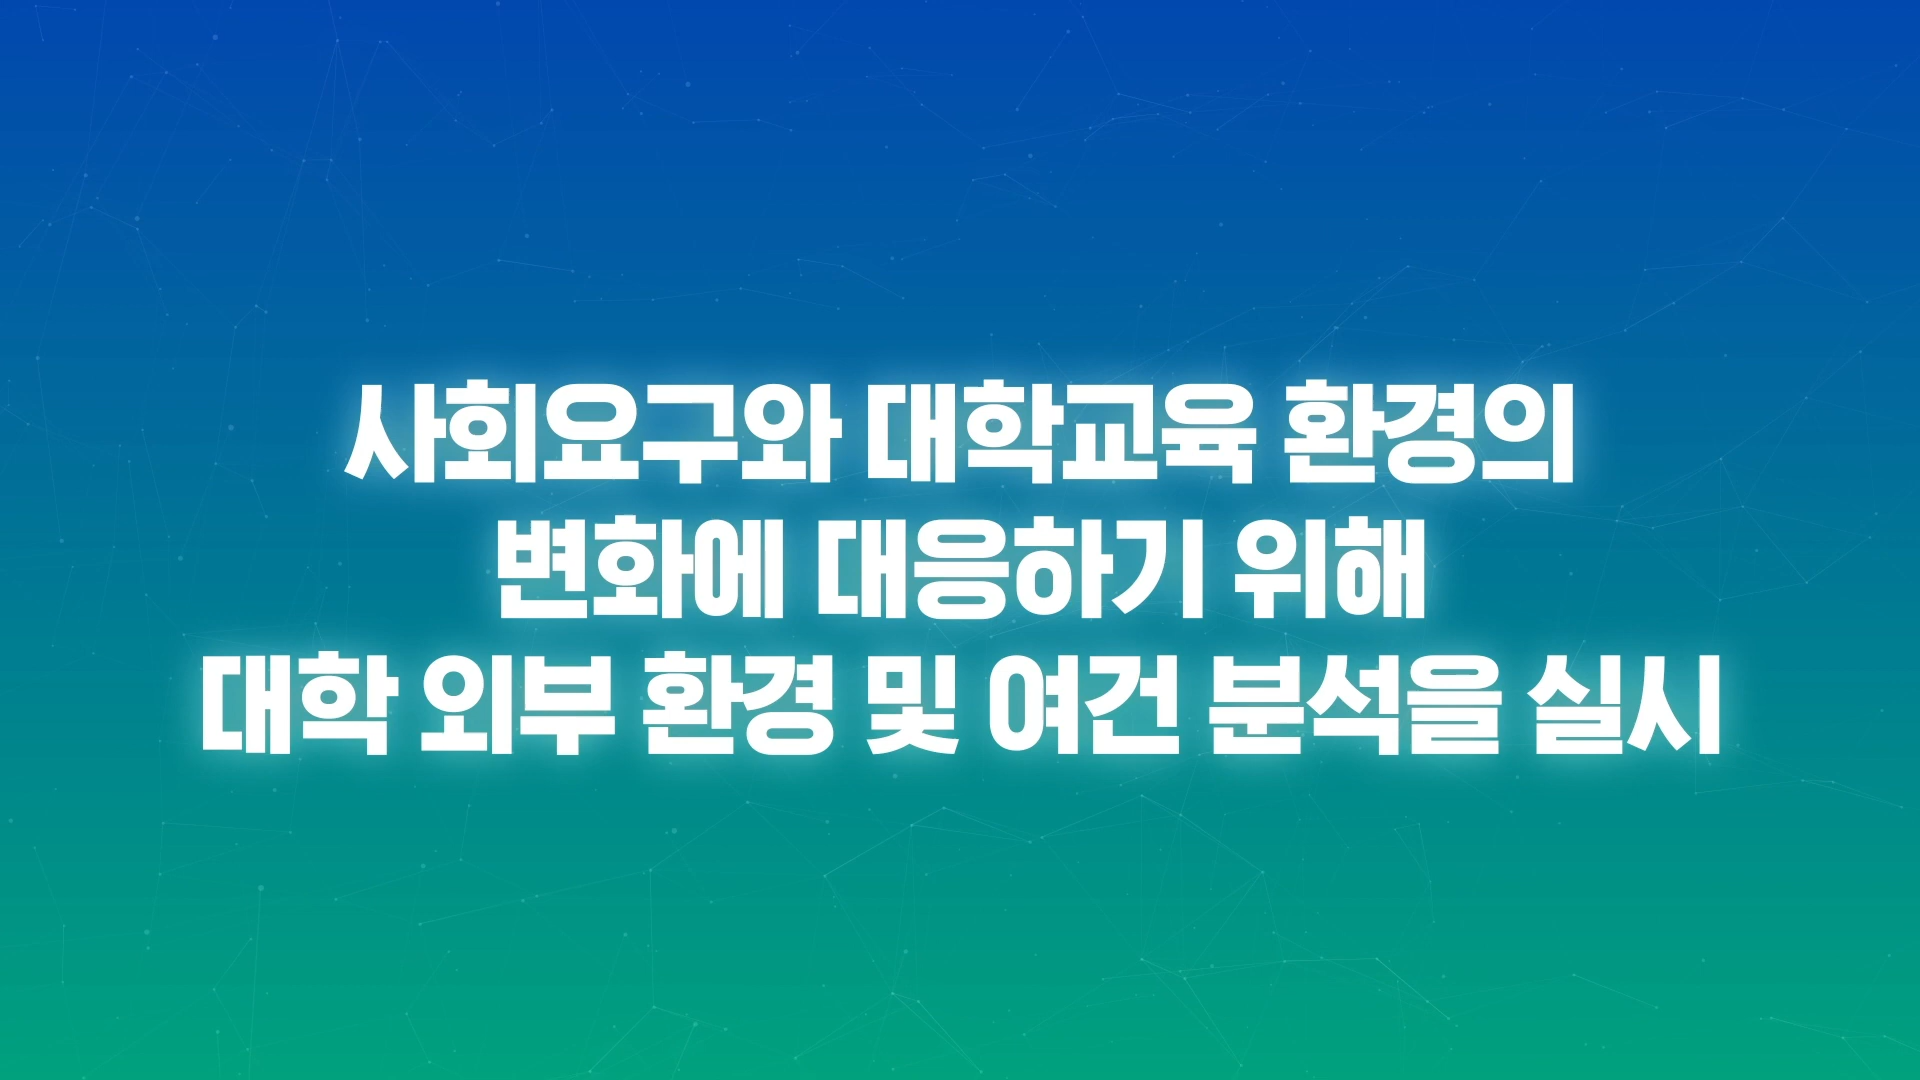 사회요구와 대학교육 환경의
변화에 대응하기 위해
대학 외부 환경 및 여건 분석을 실시